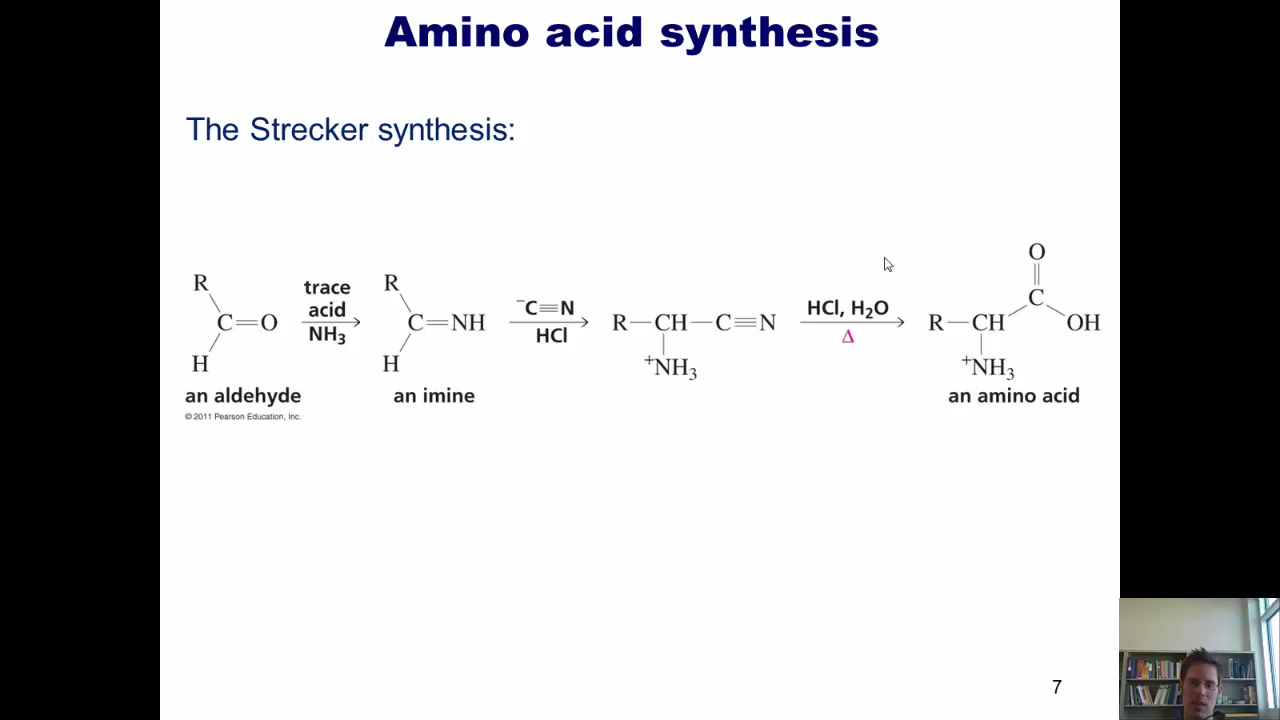 Amino acid synthesis
The Strecker synthesis:
R
C=O
H
an aldehyde
trace
acid
NH₃
R
C=NH
H
an imine
⁻C≡N
HCl
R—CH—C≡N
⁺NH₃
HCl, H₂O
Δ
O
C
R—CH
OH
⁺NH₃
an amino acid
© 2011 Pearson Education, Inc.
7